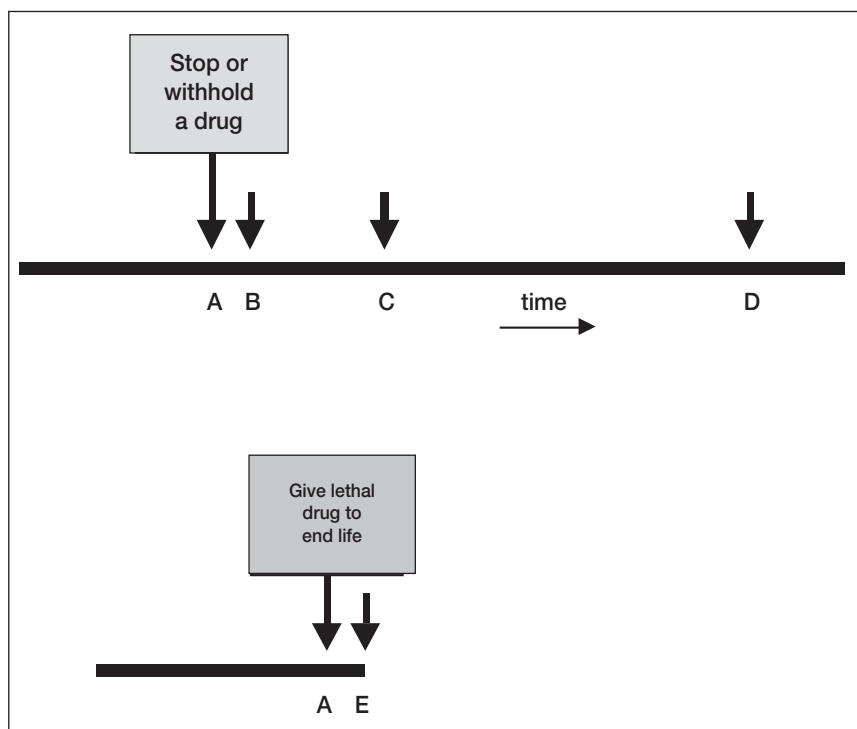 Stop or
withhold
a drug
A B C time D
Give lethal
drug to
end life
A E